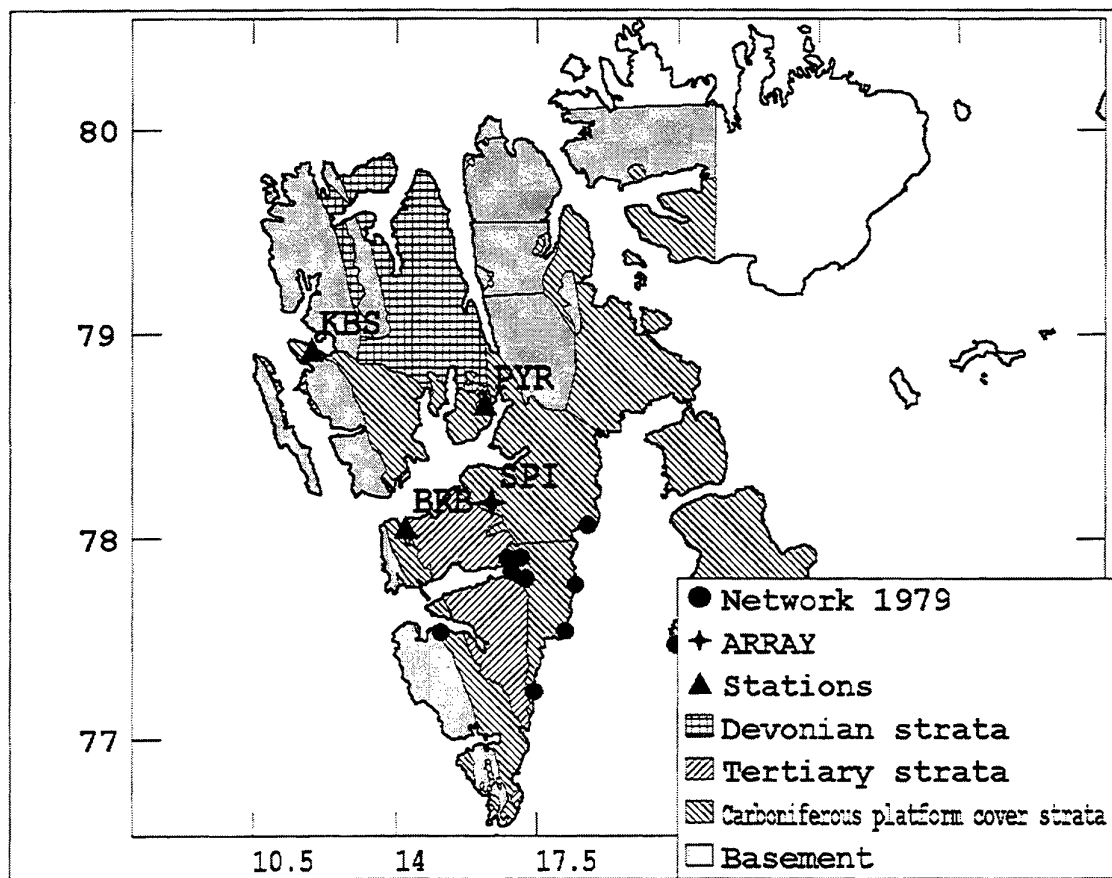 80
79
78
77
10.5
14
17.5
KBS
PYR
SPI
BRB
Network 1979
ARRAY
Stations
Devonian strata
Tertiary strata
Carboniferous platform cover strata
Basement